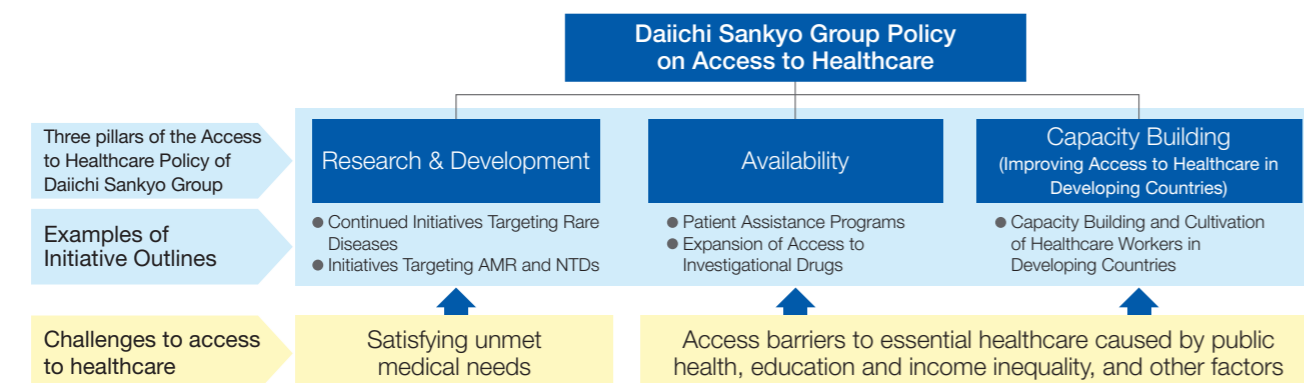 Daiichi Sankyo Group Policy
on Access to Healthcare
Three pillars of the Access
to Healthcare Policy of
Daiichi Sankyo Group
Research & Development
Availability
Capacity Building
(Improving Access to Healthcare in
Developing Countries)
Examples of
Initiative Outlines
● Continued Initiatives Targeting Rare
Diseases
● Initiatives Targeting AMR and NTDs
● Patient Assistance Programs
● Expansion of Access to
Investigational Drugs
● Capacity Building and Cultivation
of Healthcare Workers in
Developing Countries
Challenges to access
to healthcare
Satisfying unmet
medical needs
Access barriers to essential healthcare caused by public
health, education and income inequality, and other factors